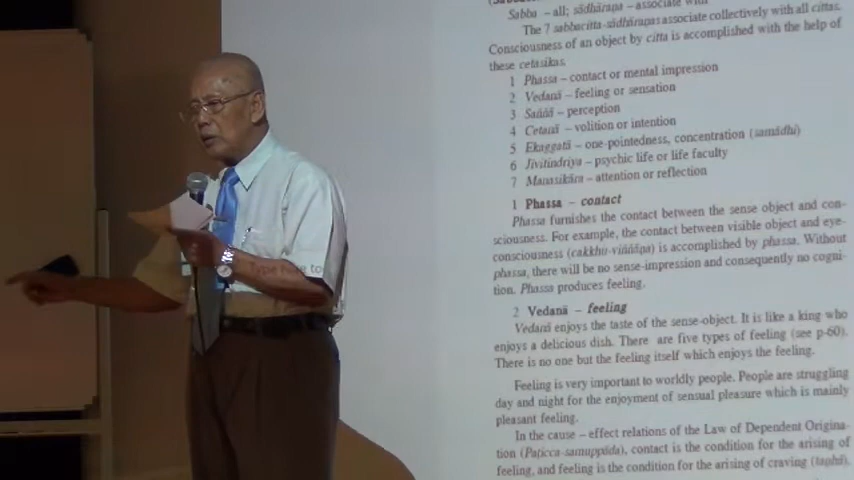 Sabba – all; sādhāraṇa – associate with
The 7 sabbacitta-sādhāraṇas associate collectively with all cittas.
Consciousness of an object by citta is accomplished with the help of
these cetasikas.
1 Phassa – contact or mental impression
2 Vedanā – feeling or sensation
3 Saññā – perception
4 Cetanā – volition or intention
5 Ekaggatā – one-pointedness, concentration (samādhi)
6 Jīvitindriya – psychic life or life faculty
7 Manasikāra – attention or reflection
1 Phassa – contact
Phassa furnishes the contact between the sense object and con-
sciousness. For example, the contact between visible object and eye-
consciousness (cakkhu-viññāṇa) is accomplished by phassa. Without
phassa, there will be no sense-impression and consequently no cogni-
tion. Phassa produces feeling.
2 Vedanā – feeling
Vedanā enjoys the taste of the sense-object. It is like a king who
enjoys a delicious dish. There are five types of feeling (see p-60).
There is no one but the feeling itself which enjoys the feeling.
Feeling is very important to worldly people. People are struggling
day and night for the enjoyment of sensual pleasure which is mainly
pleasant feeling.
In the cause – effect relations of the Law of Dependent Origina-
tion (Paṭicca-samuppāda), contact is the condition for the arising of
feeling, and feeling is the condition for the arising of craving (taṇhā).
Type here to